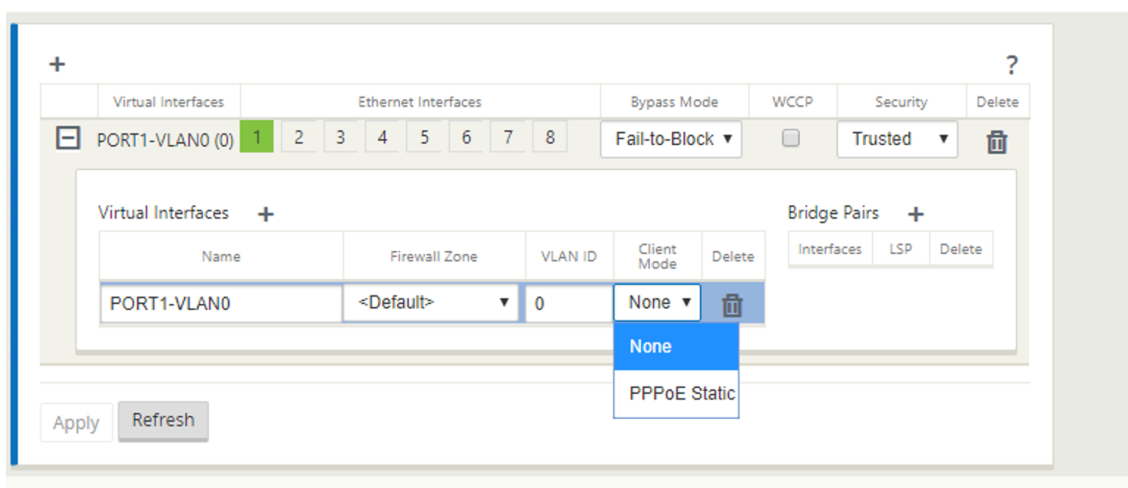 + ?
Virtual Interfaces Ethernet Interfaces Bypass Mode WCCP Security Delete
PORT1-VLAN0 (0) 1 2 3 4 5 6 7 8 Fail-to-Block Trusted
Virtual Interfaces + Bridge Pairs +
Name Firewall Zone VLAN ID Client Mode Delete Interfaces LSP Delete
PORT1-VLAN0 <Default> 0 None
None
PPPoE Static
Apply Refresh